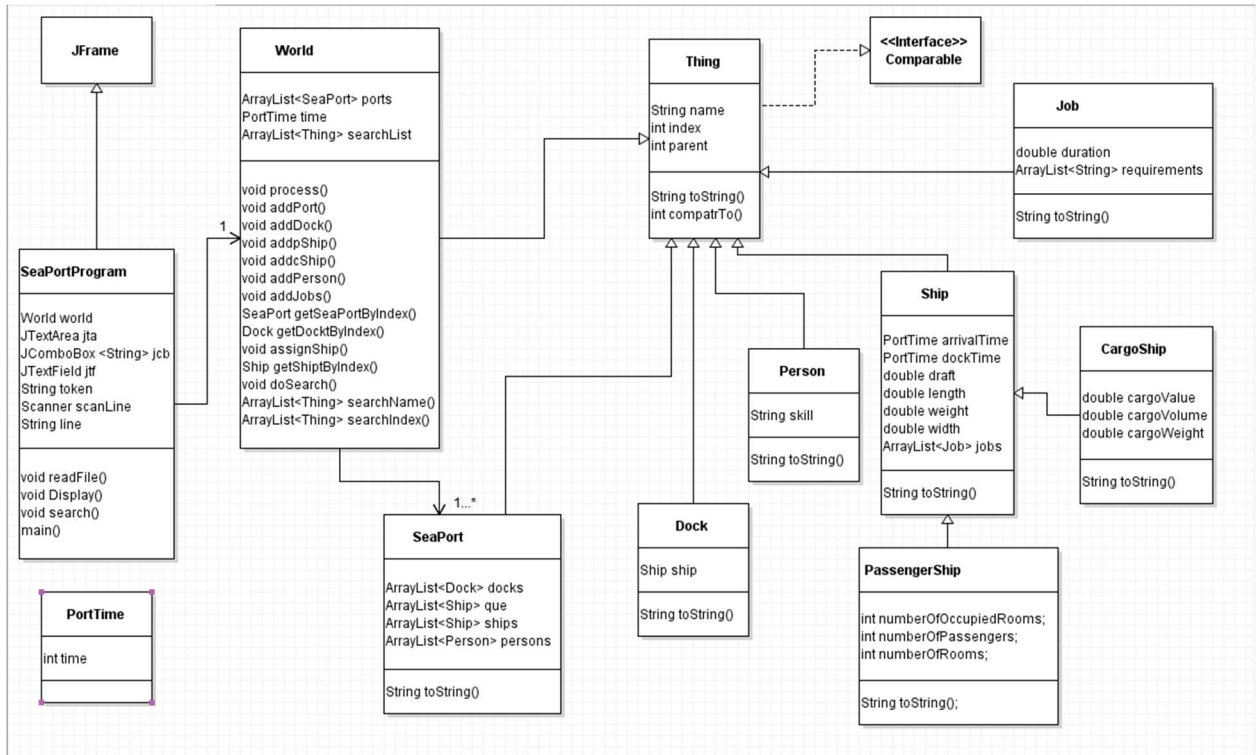 JFrame
World
ArrayList<SeaPort> ports
PortTime time
ArrayList<Thing> searchList
void process()
void addPort()
void addDock()
void addpShip()
void addcShip()
void addPerson()
void addJobs()
SeaPort getSeaPortByIndex()
Dock getDocktByIndex()
void assignShip()
Ship getShiptByIndex()
void doSearch()
ArrayList<Thing> searchName()
ArrayList<Thing> searchIndex()
Thing
String name
int index
int parent
String toString()
int compatrTo()
<<Interface>>
Comparable
Job
double duration
ArrayList<String> requirements
String toString()
1
SeaPortProgram
World world
JTextArea jta
JComboBox <String> jcb
JTextField jtf
String token
Scanner scanLine
String line
void readFile()
void Display()
void search()
main()
Ship
PortTime arrivalTime
PortTime dockTime
double draft
double length
double weight
double width
ArrayList<Job> jobs
String toString()
CargoShip
double cargoValue
double cargoVolume
double cargoWeight
String toString()
Person
String skill
String toString()
1...*
SeaPort
ArrayList<Dock> docks
ArrayList<Ship> que
ArrayList<Ship> ships
ArrayList<Person> persons
String toString()
Dock
Ship ship
String toString()
PassengerShip
int numberOfOccupiedRooms;
int numberOfPassengers;
int numberOfRooms;
String toString();
PortTime
int time